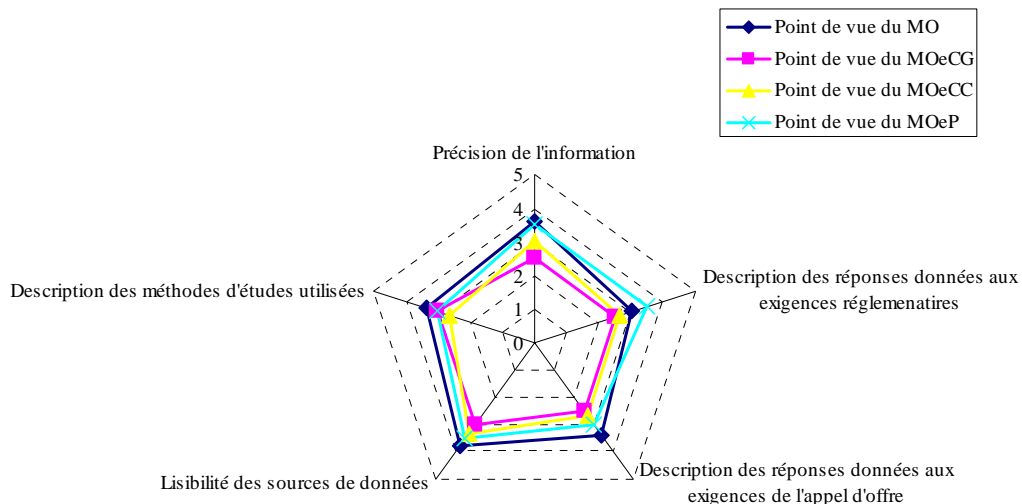 Point de vue du MO
Point de vue du MOeCG
Point de vue du MOeCC
Point de vue du MOeP
Précision de l'information
5
4
3
2
1
0
Description des réponses données aux
exigences réglemenatires
Description des méthodes d'études utilisées
Lisibilité des sources de données
Description des réponses données aux
exigences de l'appel d'offre